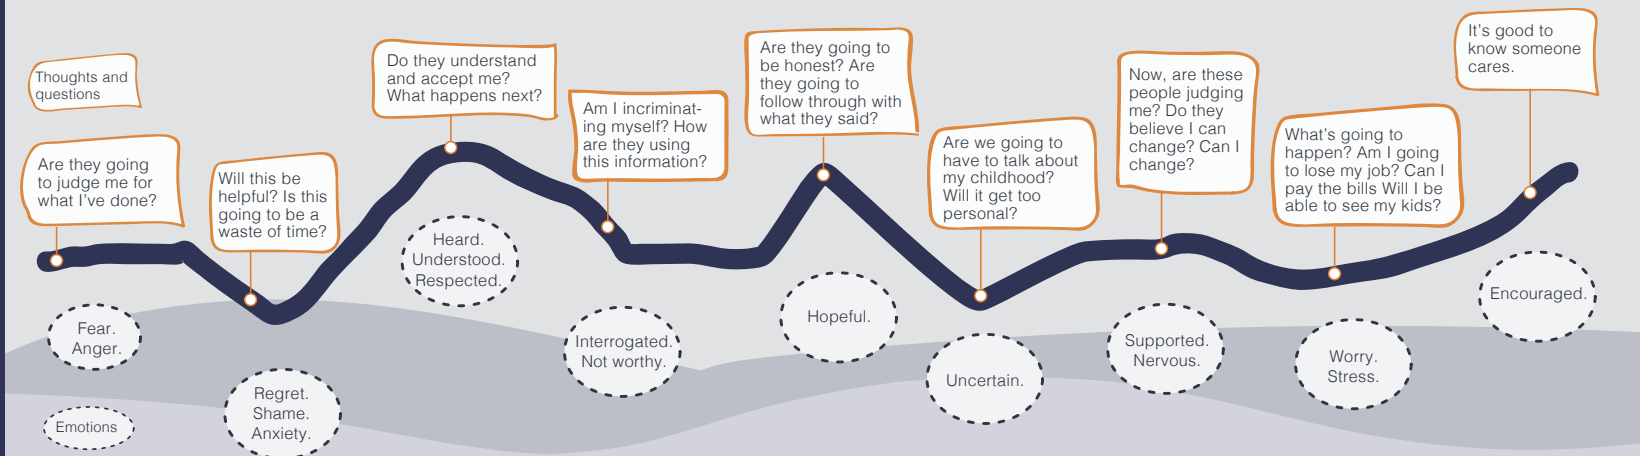 Thoughts and
questions
Are they going
to judge me for
what I've done?
Will this be
helpful? Is this
going to be a
waste of time?
Do they understand
and accept me?
What happens next?
Am I incriminat-
ing myself? How
are they using
this information?
Are they going to
be honest? Are
they going to
follow through with
what they said?
Are we going to
have to talk about
my childhood?
Will it get too
personal?
Now, are these
people judging
me? Do they
believe I can
change? Can I
change?
What's going to
happen? Am I going
to lose my job? Can I
pay the bills Will I be
able to see my kids?
It's good to
know someone
cares.
Fear.
Anger.
Regret.
Shame.
Anxiety.
Heard.
Understood.
Respected.
Interrogated.
Not worthy.
Hopeful.
Uncertain.
Supported.
Nervous.
Worry.
Stress.
Encouraged.
Emotions